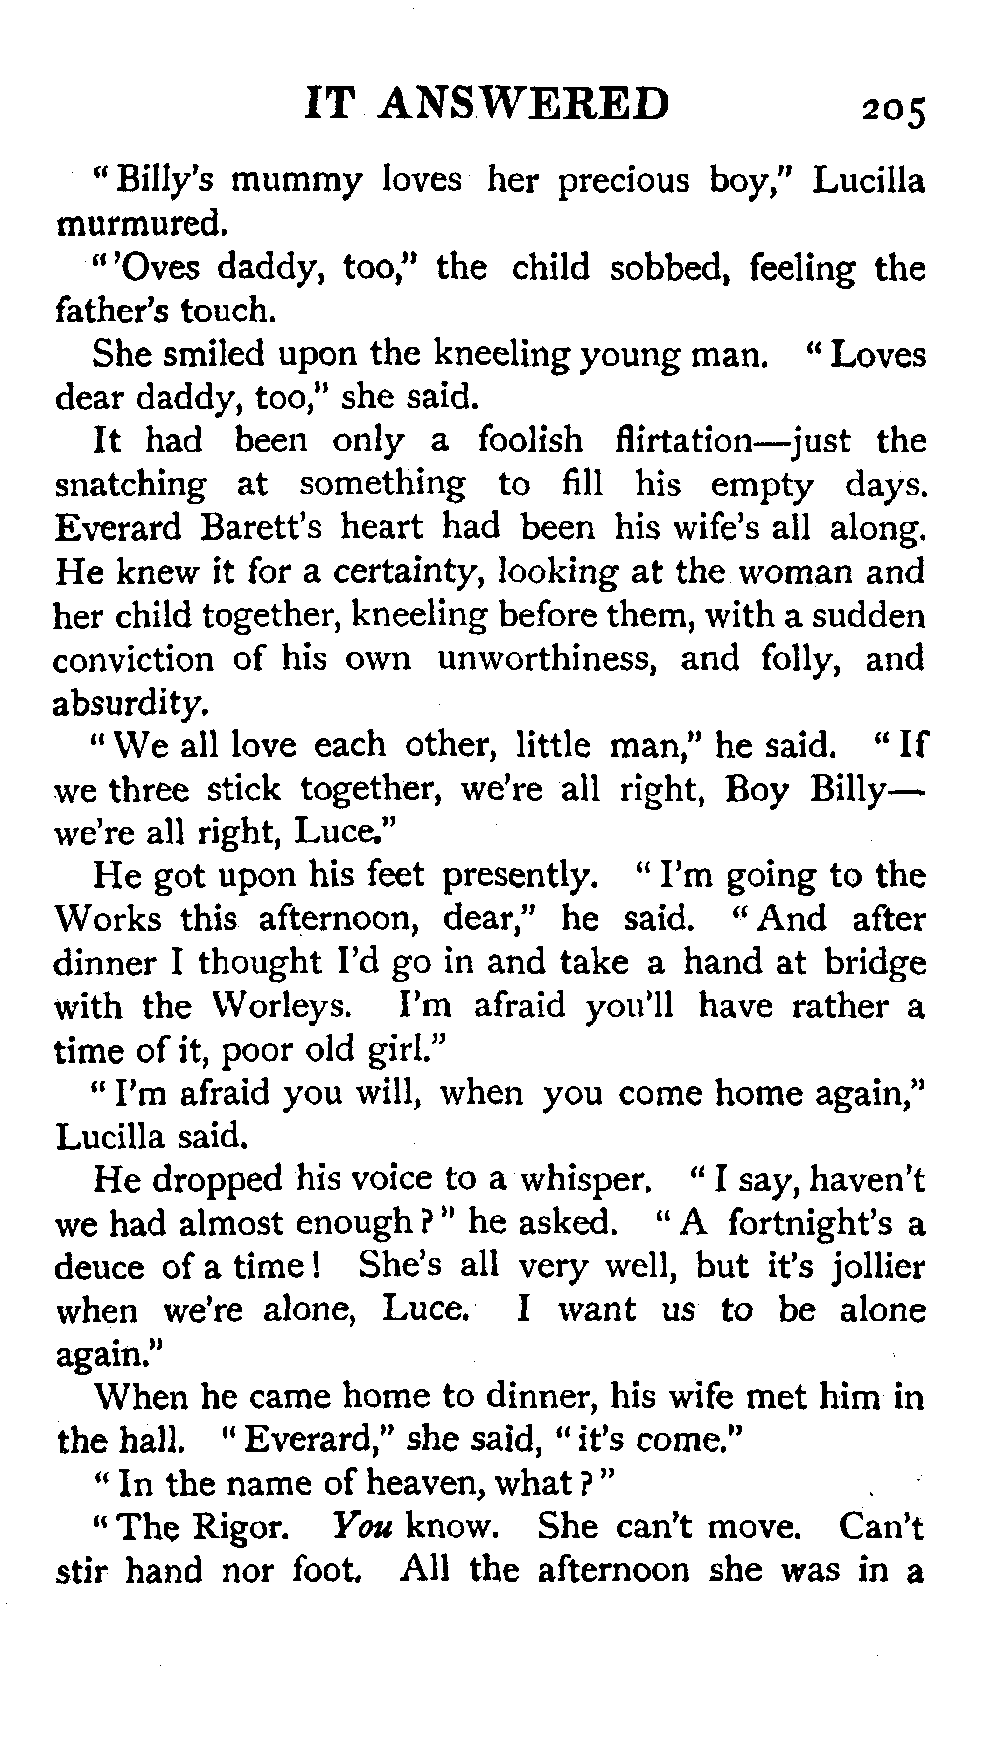 IT ANSWERED 205
"Billy's mummy loves her precious boy," Lucilla
murmured.
"'Oves daddy, too," the child sobbed, feeling the
father's touch.
She smiled upon the kneeling young man. "Loves
dear daddy, too," she said.
It had been only a foolish flirtation—just the
snatching at something to fill his empty days.
Everard Barett's heart had been his wife's all along.
He knew it for a certainty, looking at the woman and
her child together, kneeling before them, with a sudden
conviction of his own unworthiness, and folly, and
absurdity.
"We all love each other, little man," he said. "If
we three stick together, we're all right, Boy Billy—
we're all right, Luce."
He got upon his feet presently. "I'm going to the
Works this afternoon, dear," he said. "And after
dinner I thought I'd go in and take a hand at bridge
with the Worleys. I'm afraid you'll have rather a
time of it, poor old girl."
"I'm afraid you will, when you come home again,"
Lucilla said.
He dropped his voice to a whisper. "I say, haven't
we had almost enough?" he asked. "A fortnight's a
deuce of a time! She's all very well, but it's jollier
when we're alone, Luce. I want us to be alone
again."
When he came home to dinner, his wife met him in
the hall. "Everard," she said, "it's come."
"In the name of heaven, what?"
"The Rigor. You know. She can't move. Can't
stir hand nor foot. All the afternoon she was in a